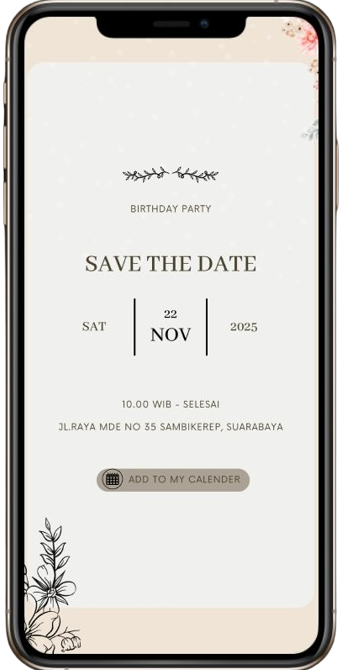 BIRTHDAY PARTY
SAVE THE DATE
SAT
22
NOV
2025
10.00 WIB - SELESAI
JL.RAYA MDE NO 35 SAMBIKEREP, SUARABAYA
ADD TO MY CALENDER